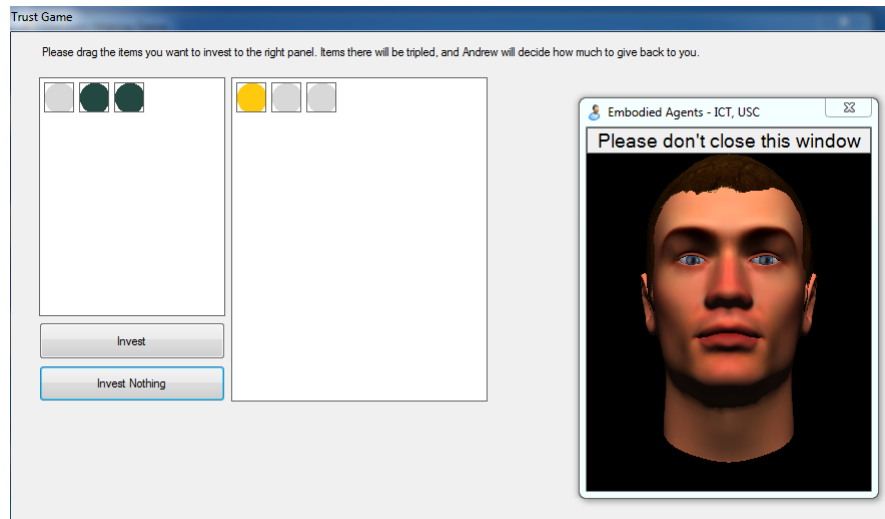 Trust Game
Please drag the items you want to invest to the right panel. Items there will be tripled, and Andrew will decide how much to give back to you.
Embodied Agents - ICT, USC
Please don't close this window
Invest
Invest Nothing